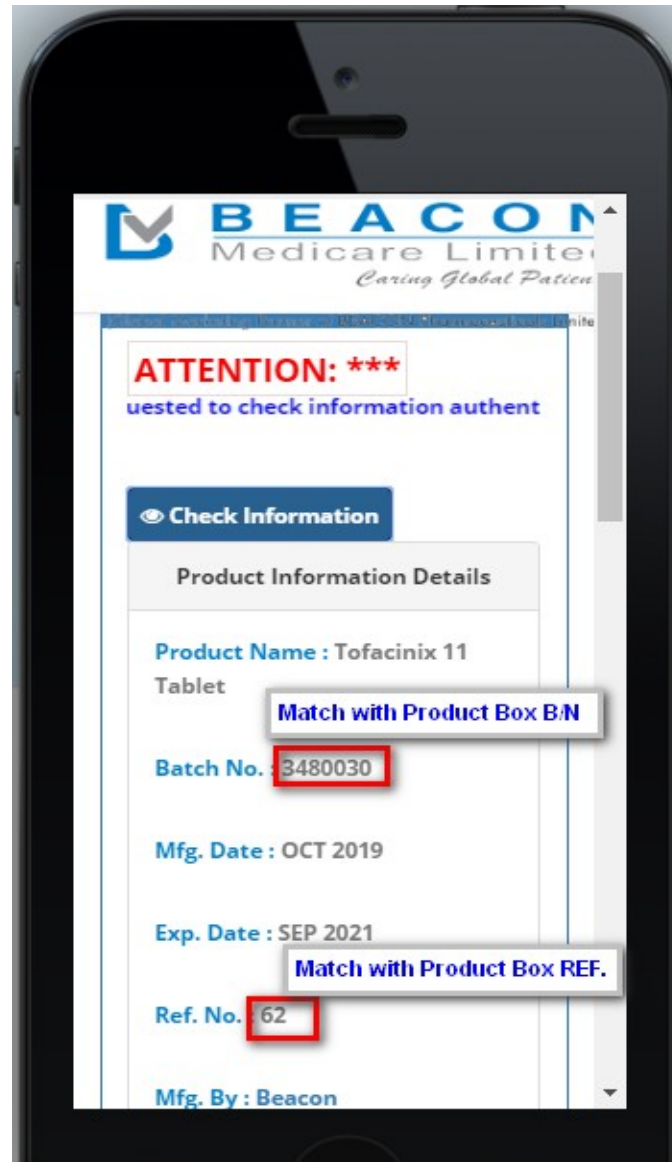 BEACON
Medicare Limite
Caring Global Patien
ATTENTION: ***
uested to check information authent
Check Information
Product Information Details
Product Name : Tofacinix 11
Tablet
Match with Product Box B/N
Batch No. : 3480030
Mfg. Date : OCT 2019
Exp. Date : SEP 2021
Match with Product Box REF.
Ref. No. : 62
Mfg. By : Beacon